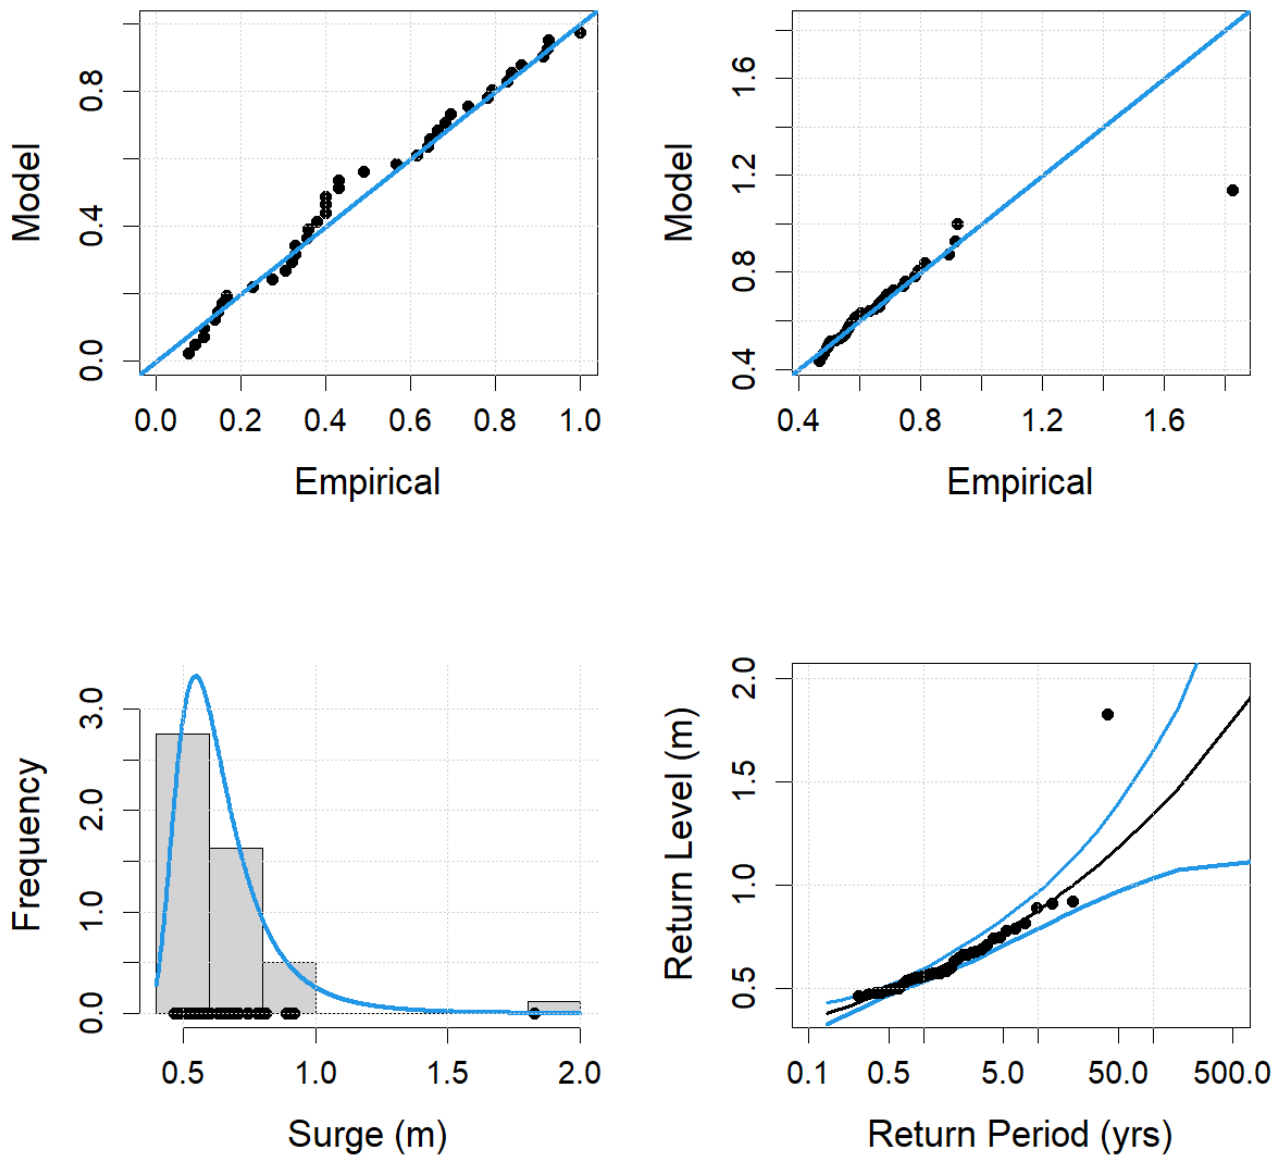 Model
0.0 0.4 0.8
0.0 0.2 0.4 0.6 0.8 1.0
Empirical
Model
0.4 0.8 1.2 1.6
0.4 0.8 1.2 1.6
Empirical
Frequency
0.0 1.0 2.0 3.0
0.5 1.0 1.5 2.0
Surge (m)
Return Level (m)
0.5 1.0 1.5 2.0
0.1 0.5 5.0 50.0 500.0
Return Period (yrs)